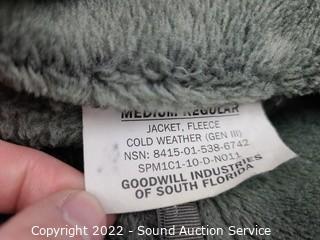 MEDIUM REGULAR
JACKET, FLEECE
COLD WEATHER (GEN III)
NSN: 8415-01-538-6742
SPM1C1-10-D-N011
GOODWILL INDUSTRIES
OF SOUTH FLORIDA
Copyright 2022 - Sound Auction Service